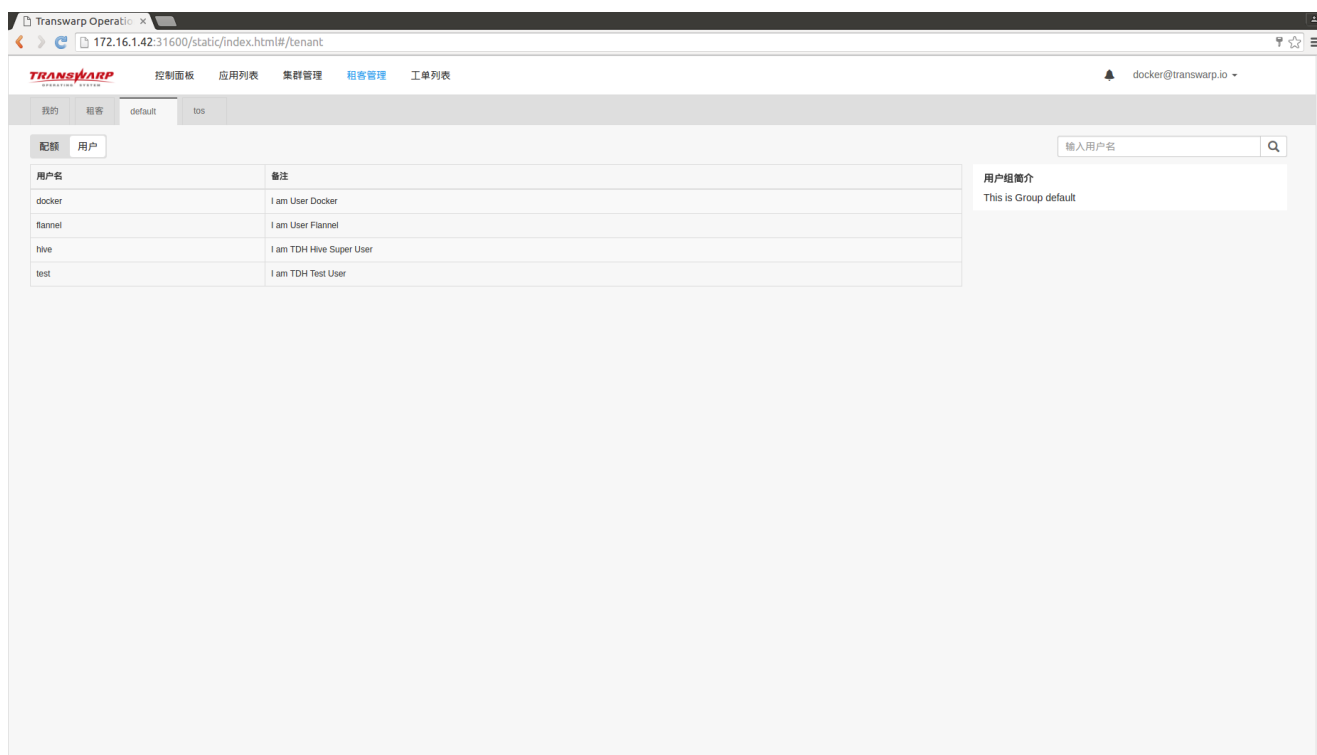 Transwarp Operatio
172.16.1.42:31600/static/index.html#/tenant
TRANSWARP 控制面板 应用列表 集群管理 租客管理 工单列表 docker@transwarp.io
OPERATING SYSTEM
我的 租客 default tos
配额 用户 输入用户名
用户名 备注 用户组简介
docker I am User Docker This is Group default
flannel I am User Flannel
hive I am TDH Hive Super User
test I am TDH Test User